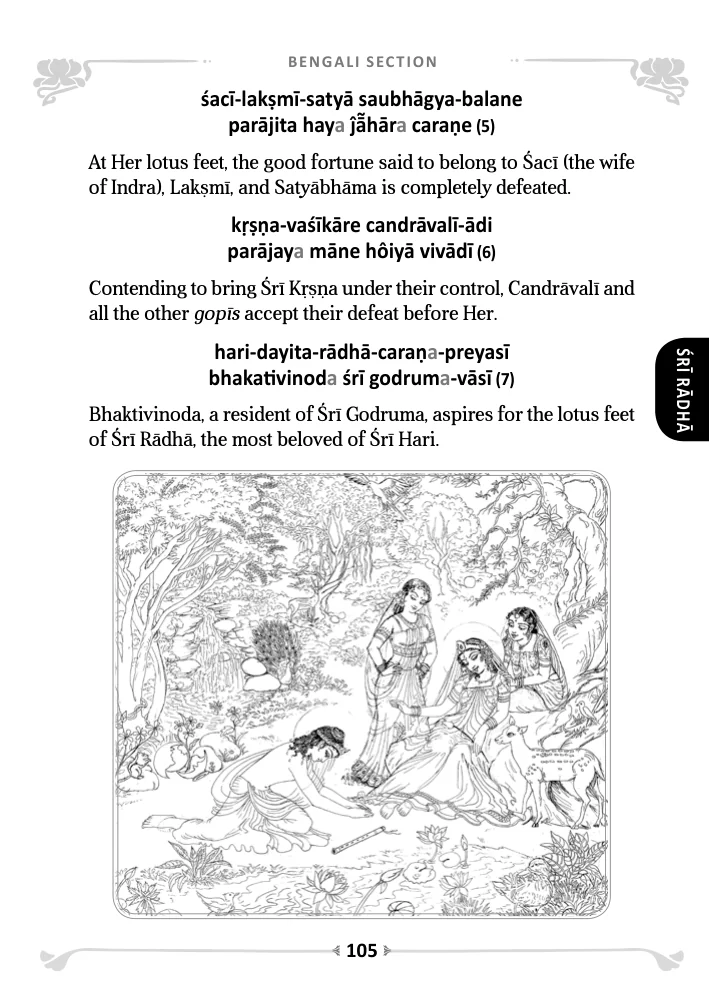 BENGALI SECTION
śacī-lakṣmī-satyā saubhāgya-balane
parājita haya ĵā̃hāra caraṇe (5)
At Her lotus feet, the good fortune said to belong to Śacī (the wife
of Indra), Lakṣmī, and Satyābhāma is completely defeated.
kṛṣṇa-vaśīkāre candrāvalī-ādi
parājaya māne hôiyā vivādī (6)
Contending to bring Śrī Kṛṣṇa under their control, Candrāvalī and
all the other gopīs accept their defeat before Her.
hari-dayita-rādhā-caraṇa-preyasī
bhakativinoda śrī godruma-vāsī (7)
Bhaktivinoda, a resident of Śrī Godruma, aspires for the lotus feet
of Śrī Rādhā, the most beloved of Śrī Hari.
ŚRĪ RĀDHĀ
105